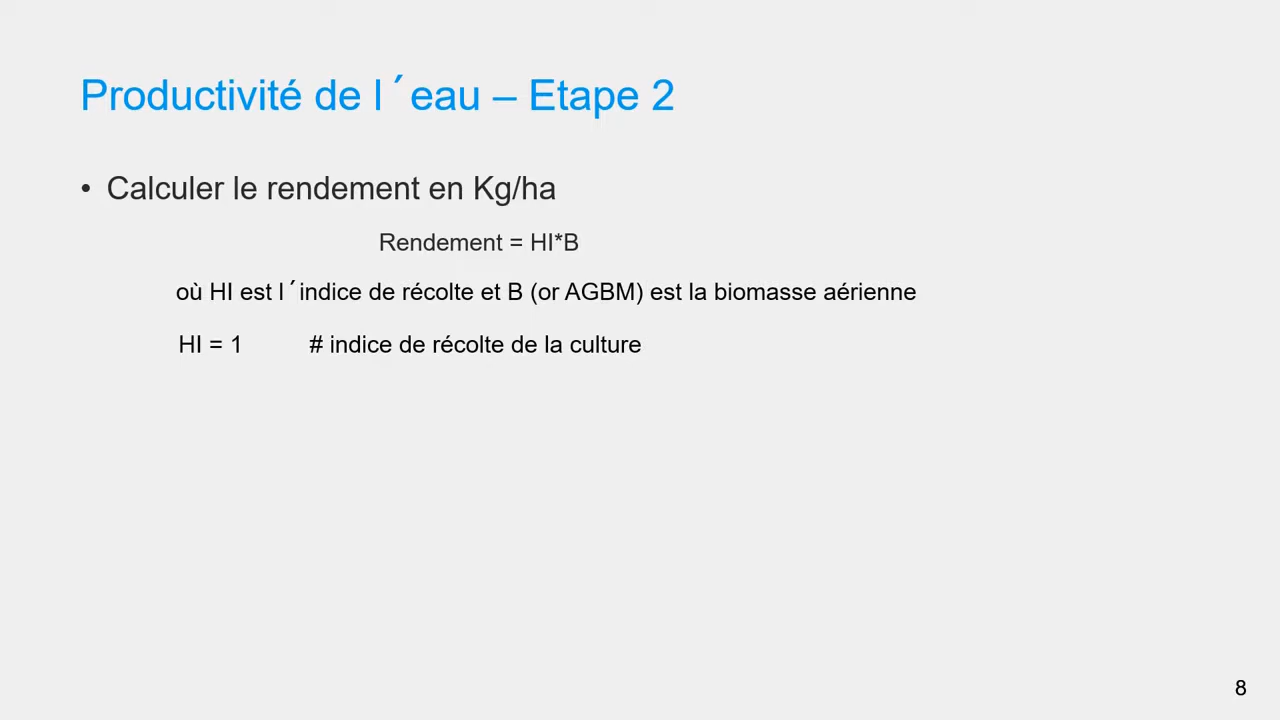 Productivité de l´eau – Etape 2
• Calculer le rendement en Kg/ha
Rendement = HI*B
où HI est l´indice de récolte et B (or AGBM) est la biomasse aérienne
HI = 1 # indice de récolte de la culture
8